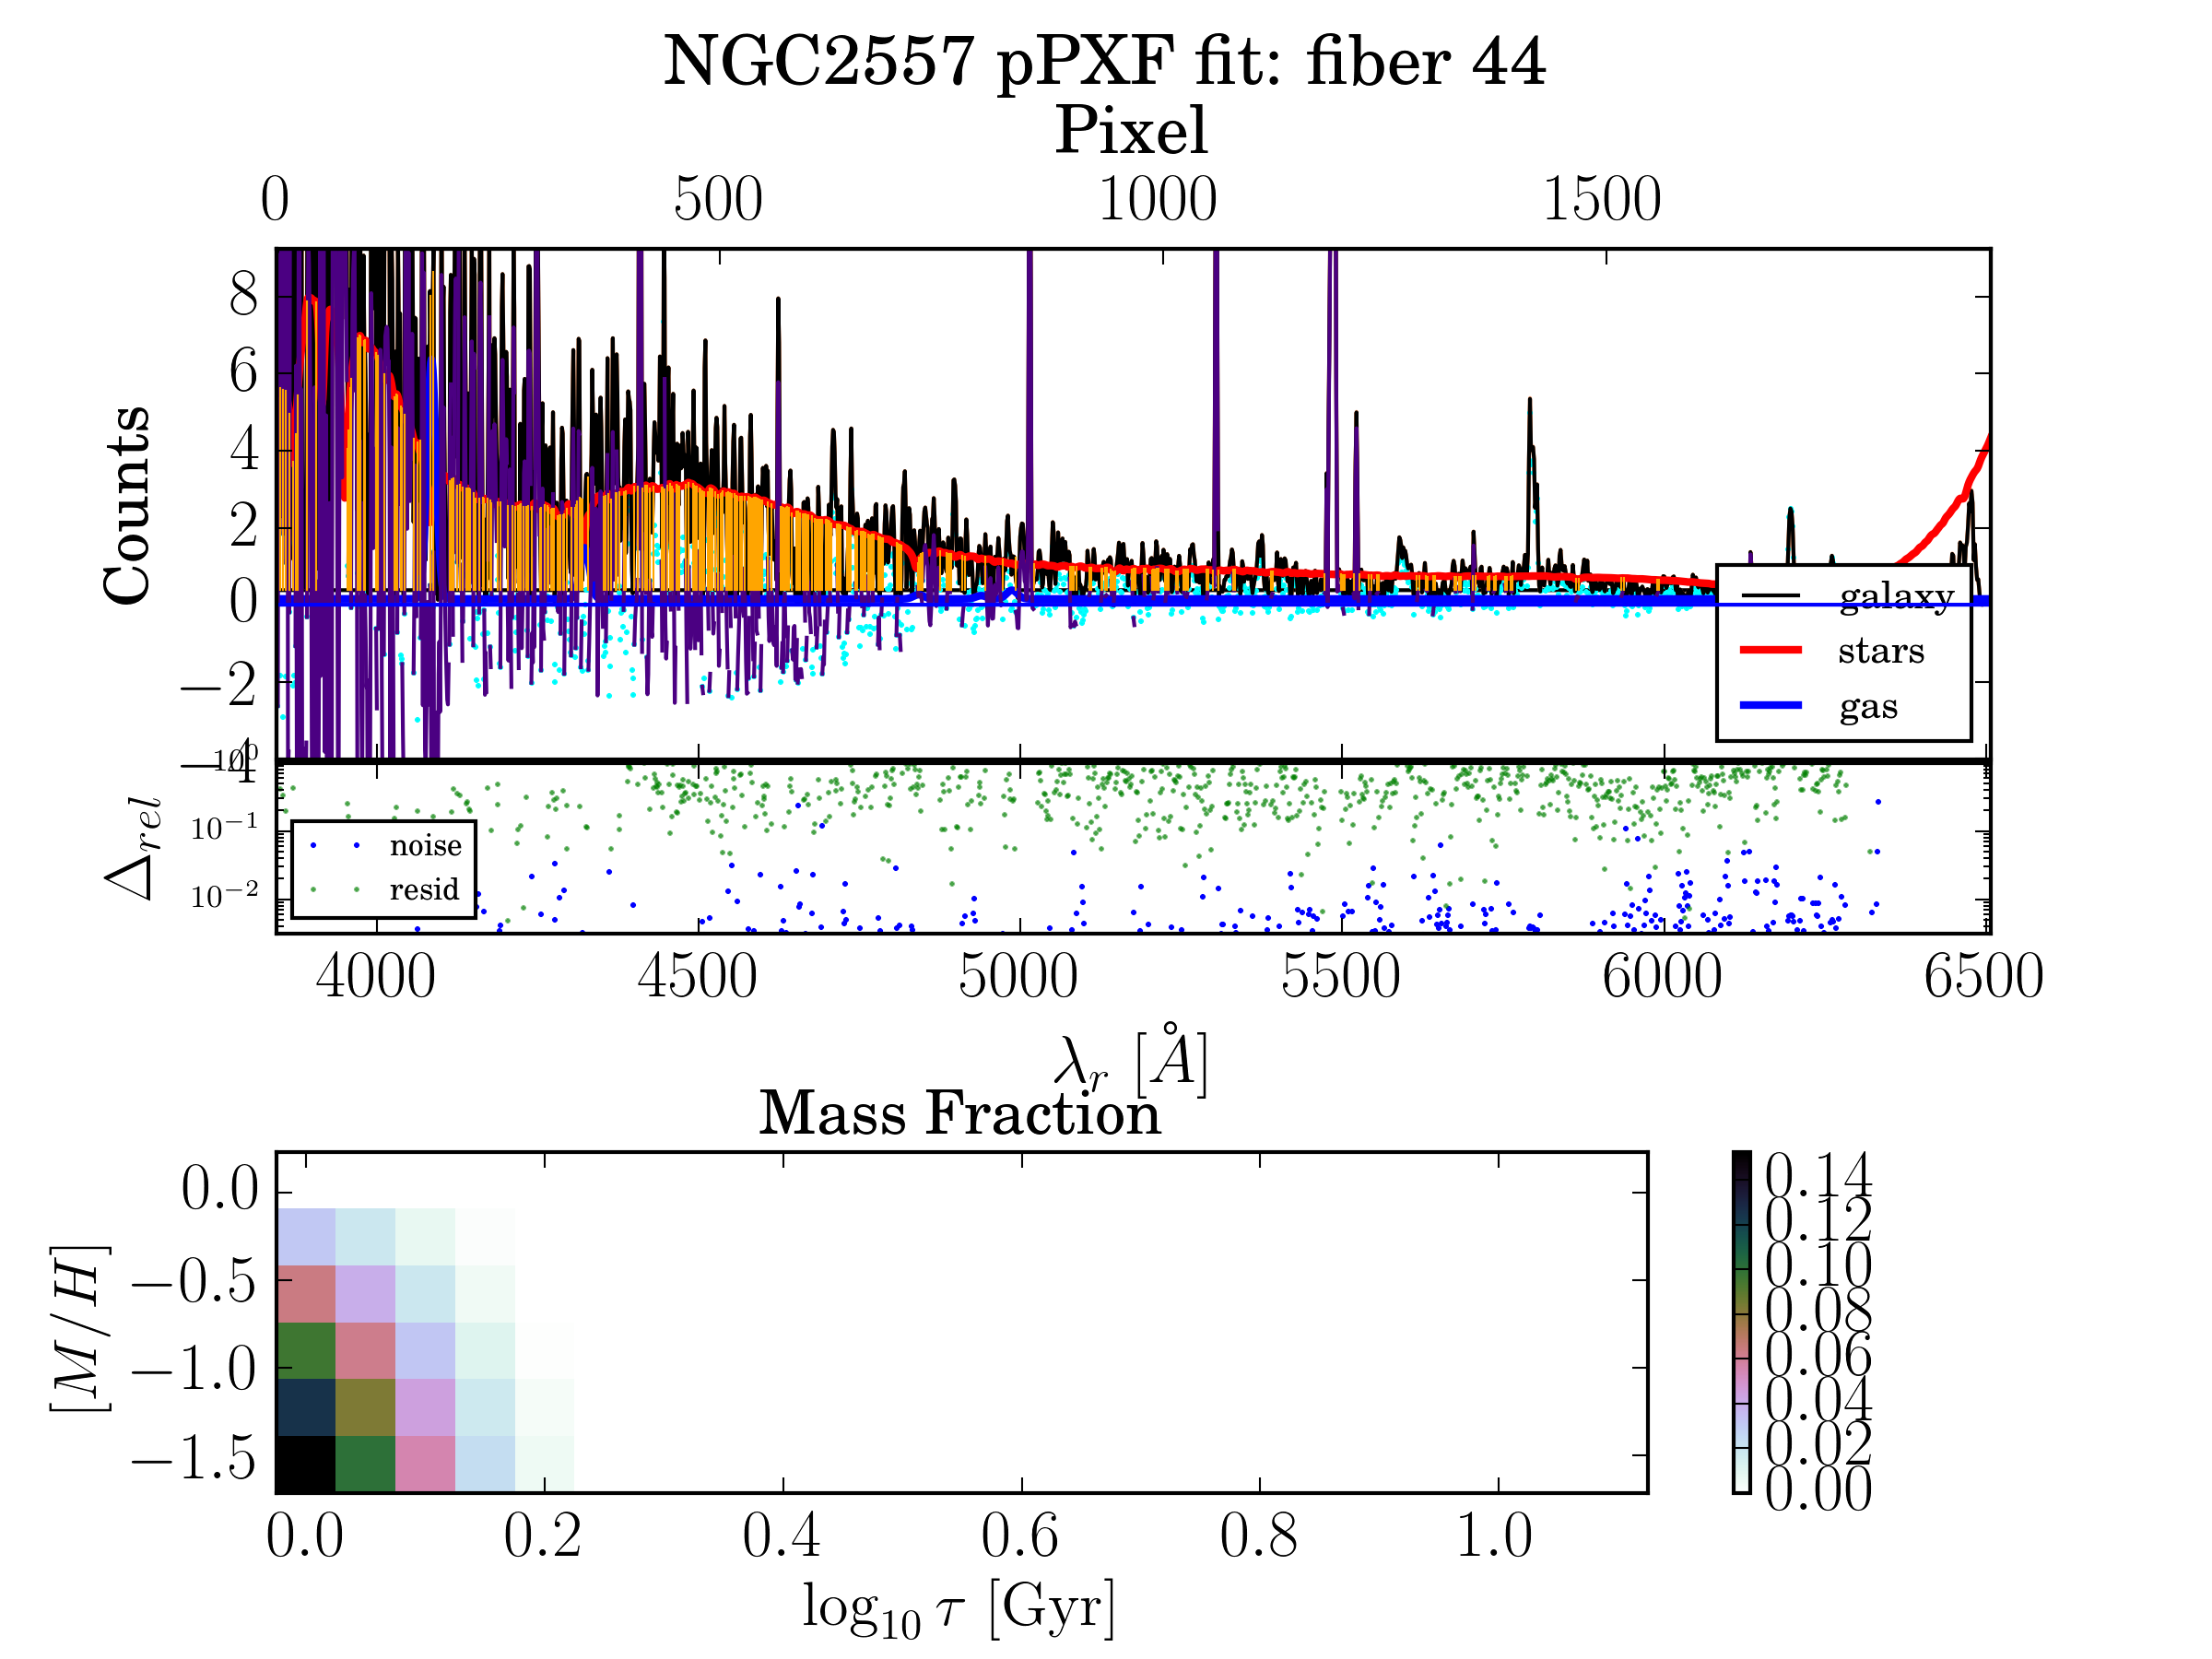 NGC2557 pPXF fit: fiber 44
Pixel
0 500 1000 1500
8
6
4
2
0
−2
−4
Counts
galaxy
stars
gas
10⁰
10⁻¹
10⁻²
Δrel
noise
resid
4000 4500 5000 5500 6000 6500
λr [Å]
Mass Fraction
0.0
−0.5
−1.0
−1.5
[M/H]
0.14
0.12
0.10
0.08
0.06
0.04
0.02
0.00
0.0 0.2 0.4 0.6 0.8 1.0
log₁₀ τ [Gyr]